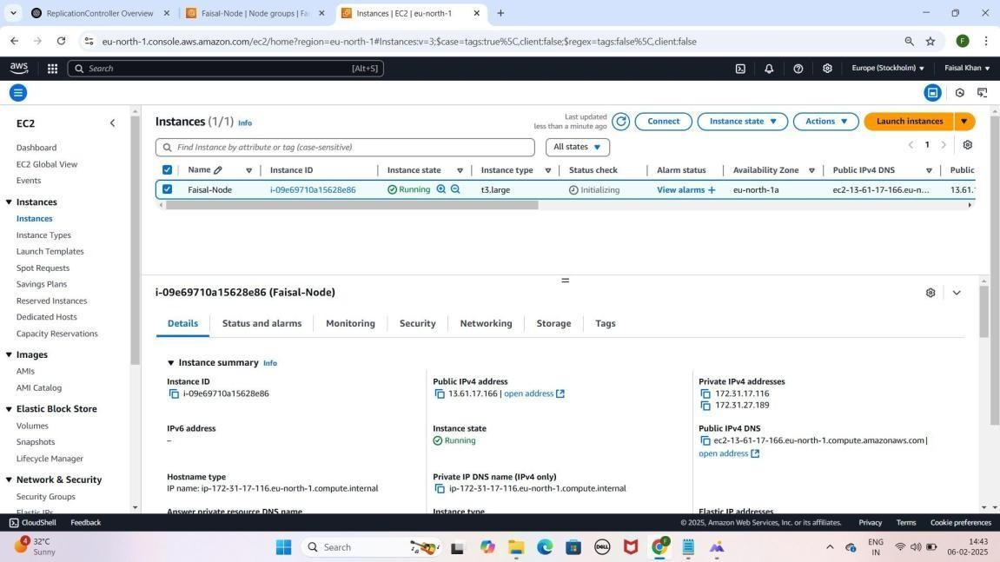 ReplicationController Overview
Faisal-Node | Node groups | Fa
Instances | EC2 | eu-north-1
eu-north-1.console.aws.amazon.com/ec2/home?region=eu-north-1#Instances:v=3;$case=tags:true%5C,client:false;$regex=tags:false%5C,client:false
F
aws
Search [Alt+S]
Europe (Stockholm)
Faisal Khan
EC2
Dashboard
EC2 Global View
Events
Instances
Instances
Instance Types
Launch Templates
Spot Requests
Savings Plans
Reserved Instances
Dedicated Hosts
Capacity Reservations
Images
AMIs
AMI Catalog
Elastic Block Store
Volumes
Snapshots
Lifecycle Manager
Network & Security
Security Groups
Elastic IPs
Instances (1/1) Info
Last updated
less than a minute ago
Connect
Instance state
Actions
Launch instances
Find Instance by attribute or tag (case-sensitive)
All states
1
Name Instance ID Instance state Instance type Status check Alarm status Availability Zone Public IPv4 DNS Public
Faisal-Node i-09e69710a15628e86 Running t3.large Initializing View alarms + eu-north-1a ec2-13-61-17-166.eu-n... 13.61.
i-09e69710a15628e86 (Faisal-Node)
Details Status and alarms Monitoring Security Networking Storage Tags
Instance summary Info
Instance ID
i-09e69710a15628e86
Public IPv4 address
13.61.17.166 | open address
Private IPv4 addresses
172.31.17.116
172.31.27.189
IPv6 address
–
Instance state
Running
Public IPv4 DNS
ec2-13-61-17-166.eu-north-1.compute.amazonaws.com |
open address
Hostname type
IP name: ip-172-31-17-116.eu-north-1.compute.internal
Private IP DNS name (IPv4 only)
ip-172-31-17-116.eu-north-1.compute.internal
Answer private resource DNS name
Instance type
Elastic IP addresses
CloudShell Feedback
© 2025, Amazon Web Services, Inc. or its affiliates. Privacy Terms Cookie preferences
4
32°C
Sunny
Search
DELL
F
ENG
IN
14:43
06-02-2025